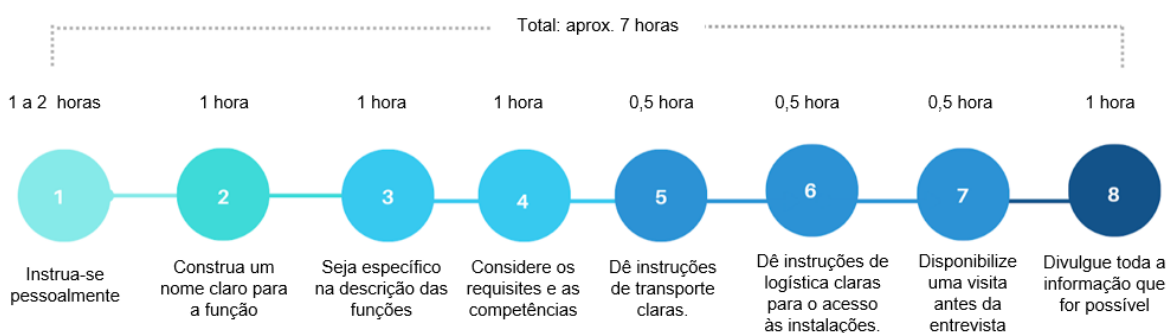 Total: aprox. 7 horas
1 a 2 horas
1 hora
1 hora
1 hora
0,5 hora
0,5 hora
0,5 hora
1 hora
1
2
3
4
5
6
7
8
Instrua-se
pessoalmente
Construa um
nome claro para
a função
Seja específico
na descrição das
funções
Considere os
requisites e as
competências
Dê instruções
de transporte
claras.
Dê instruções de
logística claras
para o acesso
às instalações.
Disponibilize
uma visita
antes da
entrevista
Divulgue toda a
informação que
for possível